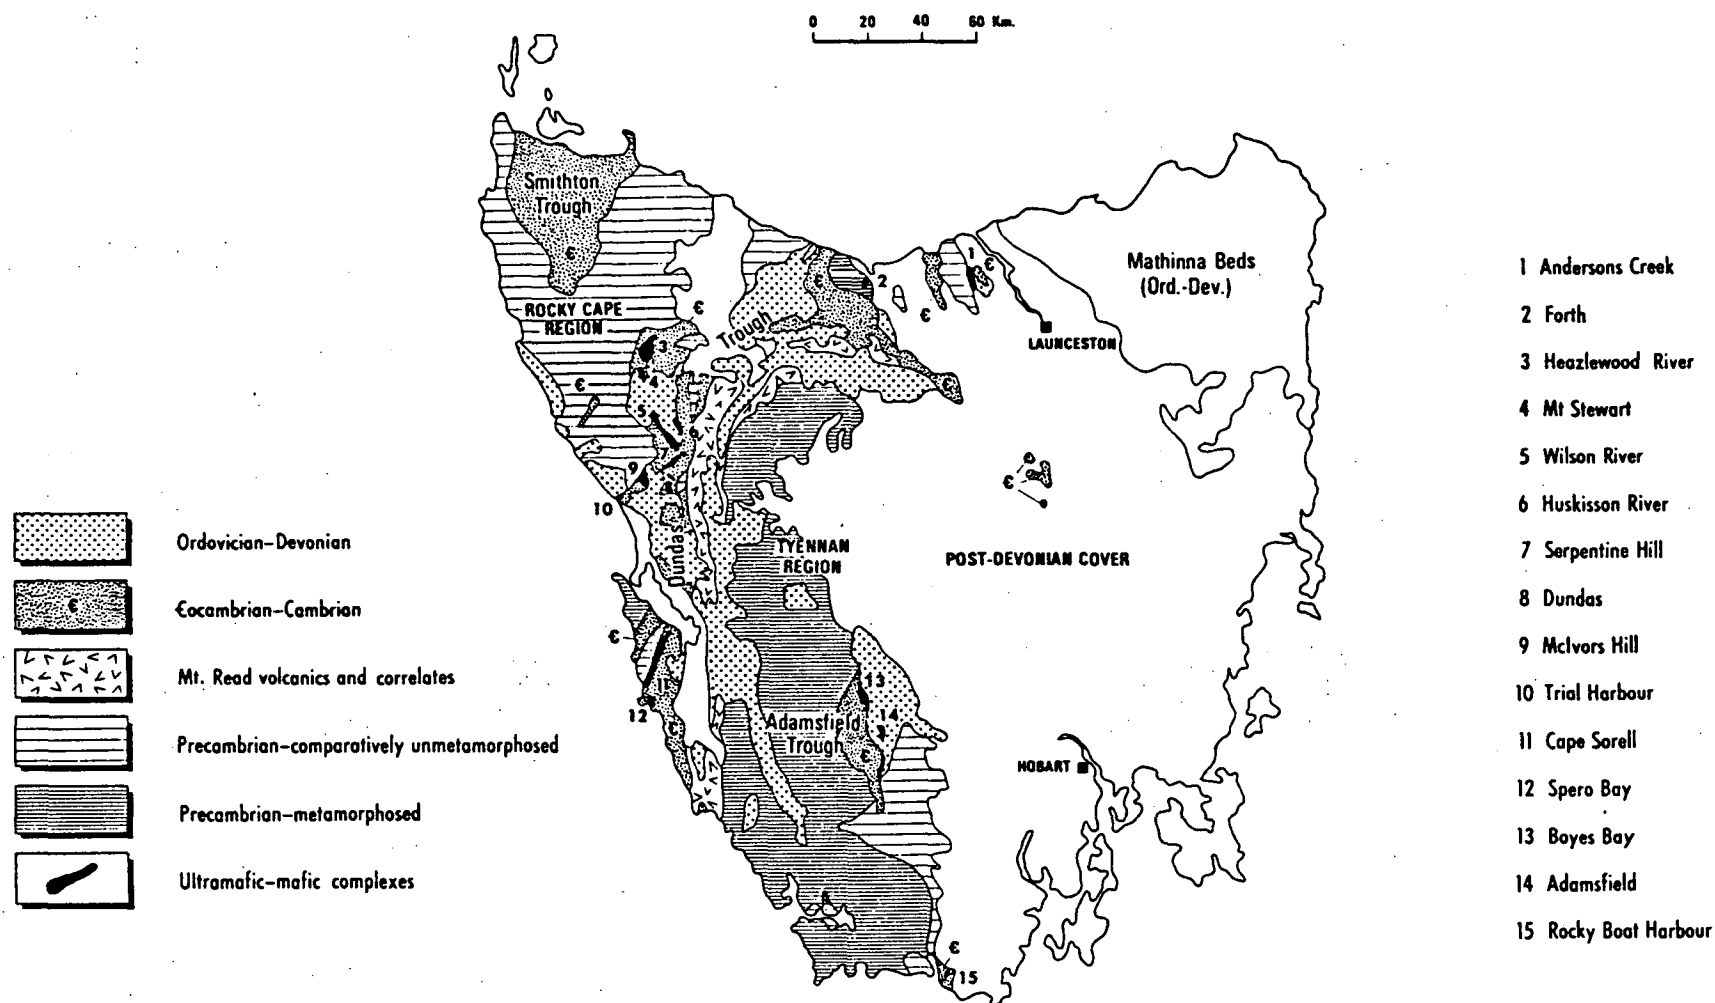 0 20 40 60 Km.
Smithton
Trough
Є
ROCKY CAPE
REGION
Є
Є
Trough
Є
2
1
Є
Є
Mathinna Beds
(Ord.-Dev.)
LAUNCESTON
3
4
5
6
Є
9
8
10
Dundas
TYENNAN
REGION
Є
POST-DEVONIAN COVER
Є
11
12
Є
13
14
Adamsfield
Trough
Є
HOBART
Є
15
Ordovician-Devonian
Є
Eocambrian-Cambrian
Mt. Read volcanics and correlates
Precambrian-comparatively unmetamorphosed
Precambrian-metamorphosed
Ultramafic-mafic complexes
1 Andersons Creek
2 Forth
3 Heazlewood River
4 Mt Stewart
5 Wilson River
6 Huskisson River
7 Serpentine Hill
8 Dundas
9 McIvors Hill
10 Trial Harbour
11 Cape Sorell
12 Spero Bay
13 Boyes Bay
14 Adamsfield
15 Rocky Boat Harbour